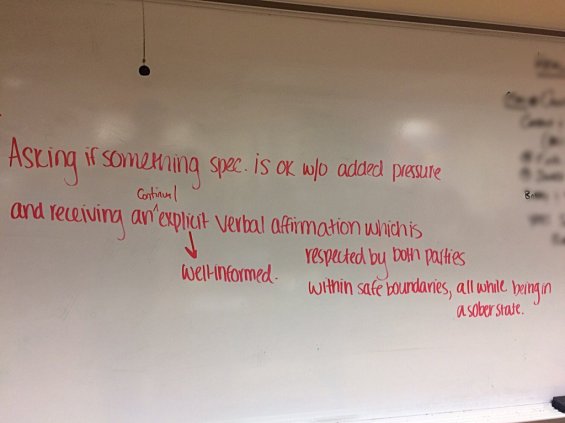 Asking if something spec. is ok w/o added pressure
continual
and receiving an ^ explicit verbal affirmation which is
well-informed.
respected by both parties
within safe boundaries, all while being in
a sober state.